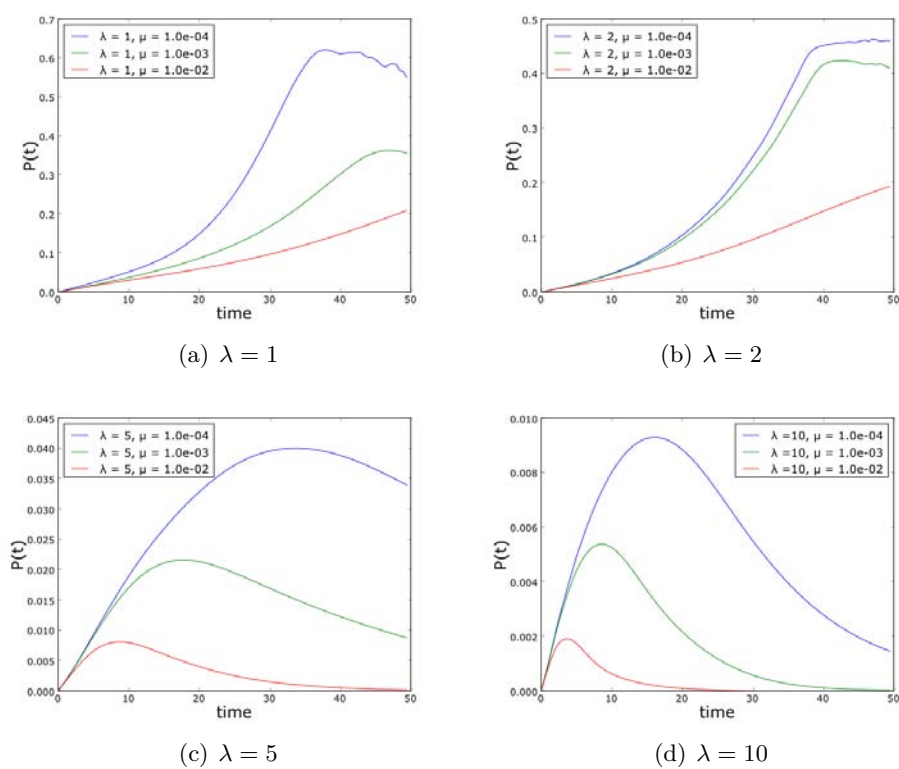 0.7
0.6
0.5
0.4
0.3
0.2
0.1
0.0
P(t)
λ = 1, μ = 1.0e-04
λ = 1, μ = 1.0e-03
λ = 1, μ = 1.0e-02
0 10 20 30 40 50
time
(a) λ = 1
0.5
0.4
0.3
0.2
0.1
0.0
P(t)
λ = 2, μ = 1.0e-04
λ = 2, μ = 1.0e-03
λ = 2, μ = 1.0e-02
0 10 20 30 40 50
time
(b) λ = 2
0.045
0.040
0.035
0.030
0.025
0.020
0.015
0.010
0.005
0.000
P(t)
λ = 5, μ = 1.0e-04
λ = 5, μ = 1.0e-03
λ = 5, μ = 1.0e-02
0 10 20 30 40 50
time
(c) λ = 5
0.010
0.008
0.006
0.004
0.002
0.000
P(t)
λ =10, μ = 1.0e-04
λ =10, μ = 1.0e-03
λ =10, μ = 1.0e-02
0 10 20 30 40 50
time
(d) λ = 10